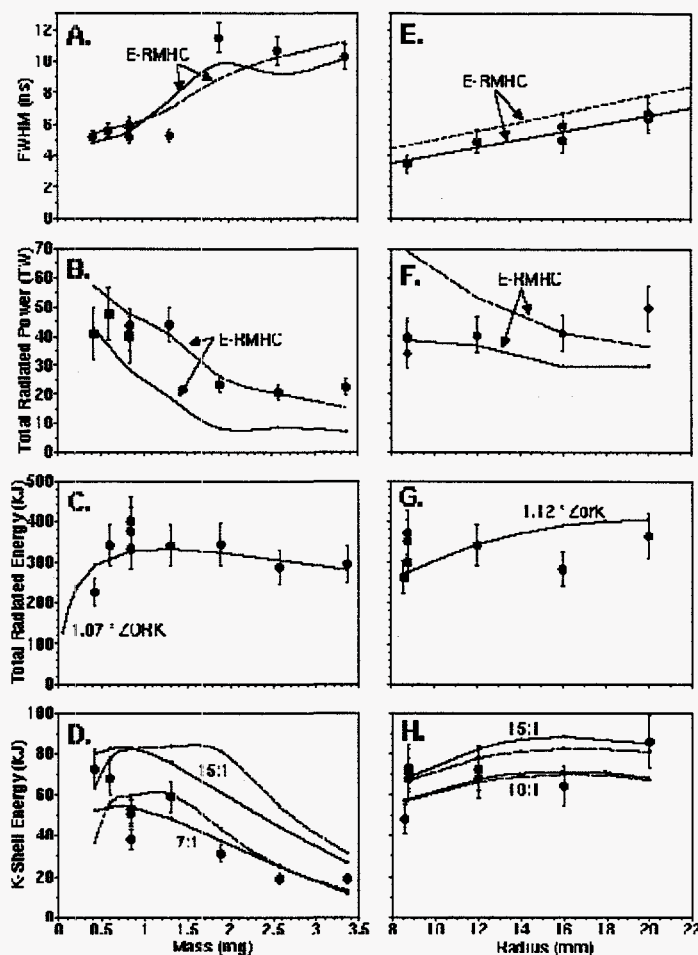 A.
E-RMHC
FWHM (ns)
12
10
8
6
4
2
0
E.
E-RMHC
B.
E-RMHC
Total Radiated Power (TW)
70
60
50
40
30
20
10
0
F.
E-RMHC
C.
1.07 * ZORK
Total Radiated Energy (KJ)
500
400
300
200
100
0
G.
1.12 * Zork
D.
15:1
7:1
K-Shell Energy (KJ)
80
60
40
20
0
0 0.5 1 1.5 2 2.5 3 3.5
Mass (mg)
H.
15:1
10:1
8 10 12 14 16 18 20 22
Radius (mm)